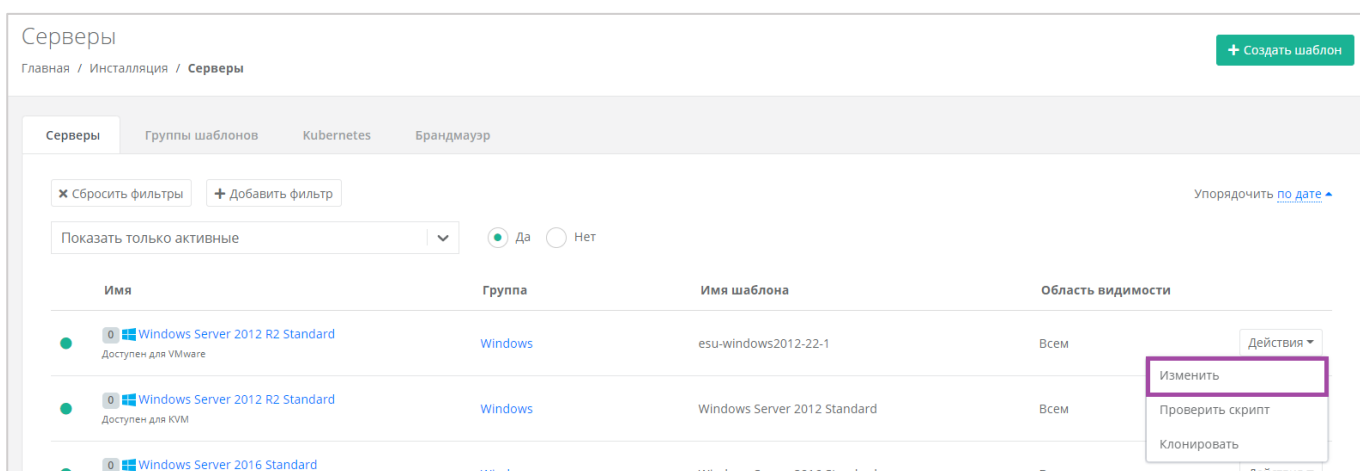 Серверы
+ Создать шаблон
Главная / Инсталляция / Серверы
Серверы Группы шаблонов Kubernetes Брандмауэр
× Сбросить фильтры + Добавить фильтр Упорядочить по дате
Показать только активные Да Нет
Имя Группа Имя шаблона Область видимости
0 Windows Server 2012 R2 Standard Windows esu-windows2012-22-1 Всем Действия
Доступен для VMware
Изменить
0 Windows Server 2012 R2 Standard Windows Windows Server 2012 Standard Всем Проверить скрипт
Доступен для KVM
Клонировать
0 Windows Server 2016 Standard